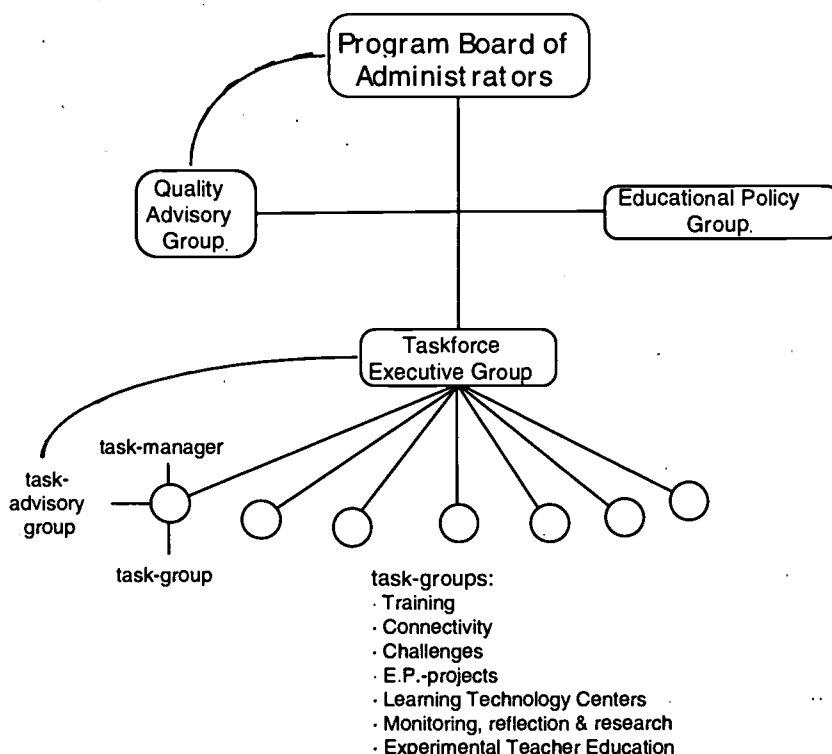 Program Board of
Administrators
Quality
Advisory
Group.
Educational Policy
Group.
Taskforce
Executive Group
task-manager
task-
advisory
group
task-group
task-groups:
· Training
· Connectivity
· Challenges
· E.P.-projects
· Learning Technology Centers
· Monitoring, reflection & research
· Experimental Teacher Education